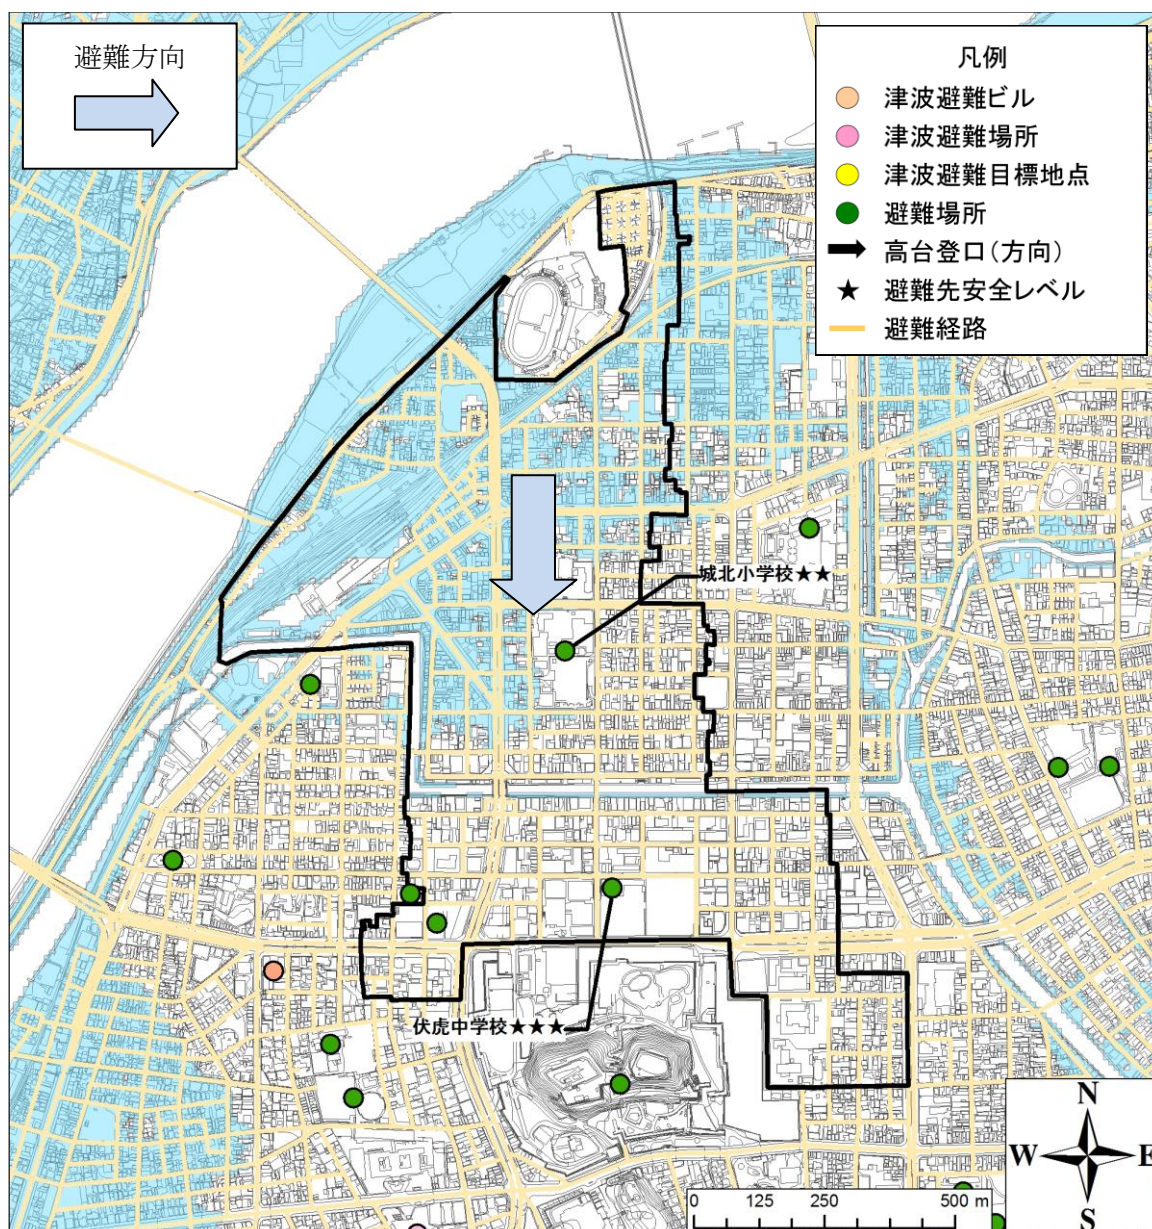 避難方向
凡例
津波避難ビル
津波避難場所
津波避難目標地点
避難場所
高台登口(方向)
避難先安全レベル
避難経路
城北小学校★★
伏虎中学校★★★
N
W
E
S
0 125 250 500 m